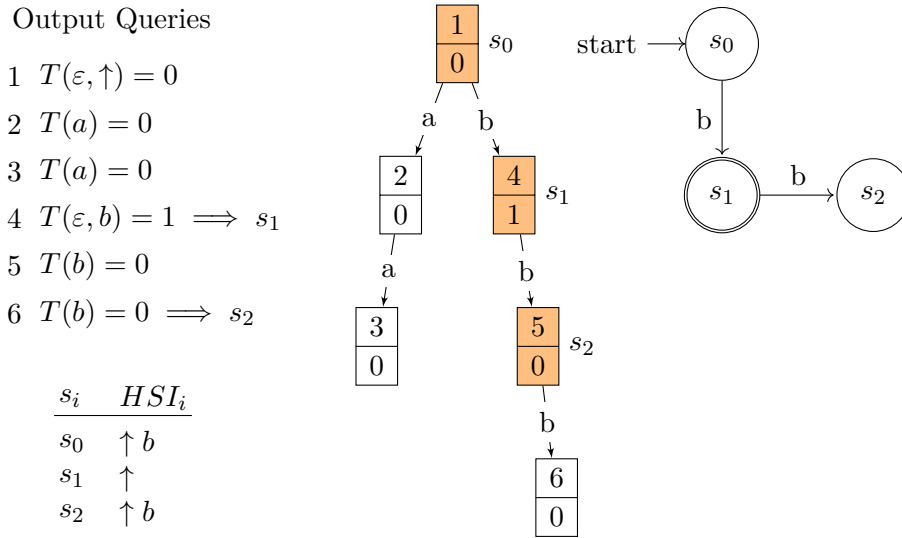 Output Queries
1 T(ε, ↑) = 0
2 T(a) = 0
3 T(a) = 0
4 T(ε, b) = 1 ⟹ s₁
5 T(b) = 0
6 T(b) = 0 ⟹ s₂
sᵢ HSIᵢ
s₀ ↑ b
s₁ ↑
s₂ ↑ b
1
0
s₀
a
b
2
0
4
1
s₁
a
b
3
0
5
0
s₂
b
6
0
start
s₀
b
s₁
b
s₂